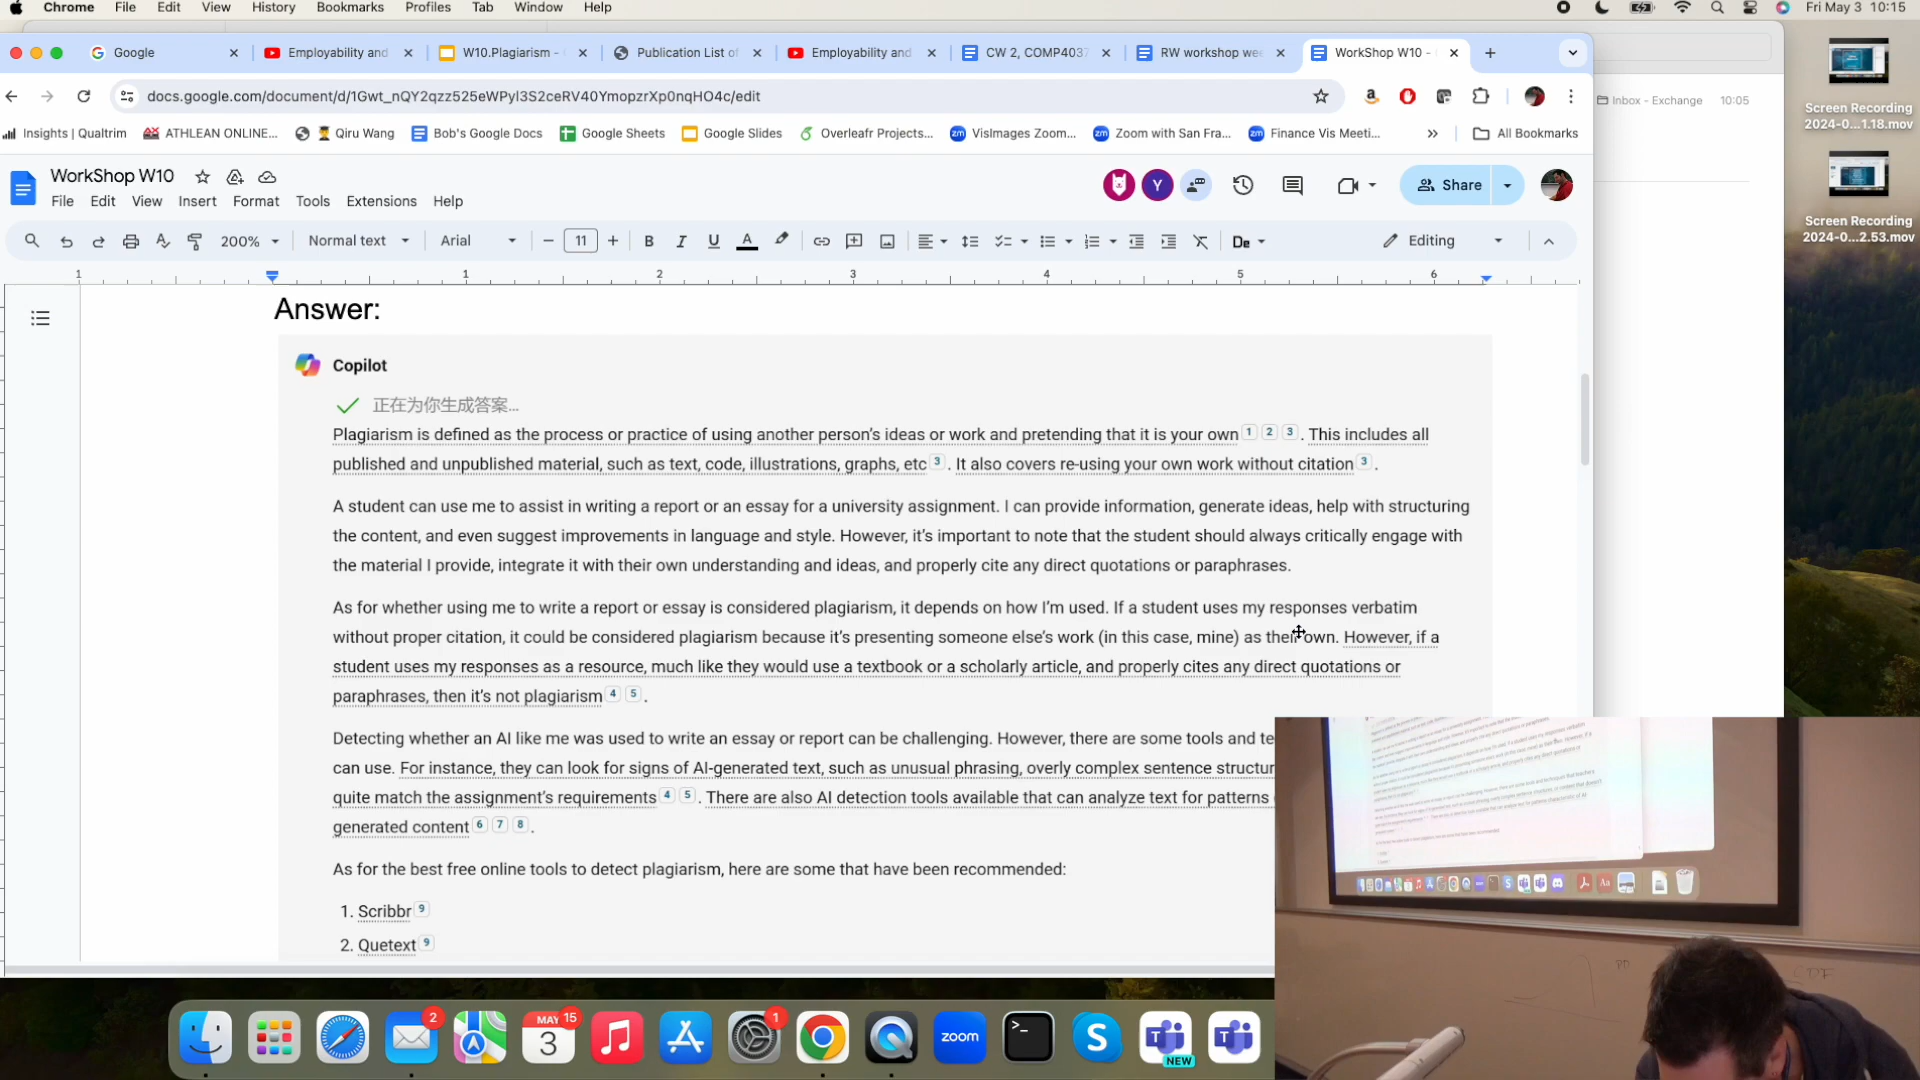 Chrome File Edit View History Bookmarks Profiles Tab Window Help
Fri May 3 10:15
Google
Employability and
W10.Plagiarism -
Publication List of
Employability and
CW 2, COMP4037
RW workshop wee
WorkShop W10 -
docs.google.com/document/d/1Gwt_nQY2qzz525eWPyl3S2ceRV40YmopzrXp0nqHO4c/edit
Inbox - Exchange 10:05
Screen Recording
2024-0...1.18.mov
Insights | Qualtrim
ATHLEAN ONLINE...
Qiru Wang
Bob's Google Docs
Google Sheets
Google Slides
Overleafr Projects...
VisImages Zoom...
Zoom with San Fra...
Finance Vis Meeti...
All Bookmarks
Screen Recording
2024-0...2.53.mov
WorkShop W10
File Edit View Insert Format Tools Extensions Help
Y
Share
200% Normal text Arial 11 B I U A De Editing
1 1 2 3 4 5 6
Answer:
Copilot
正在为你生成答案...
Plagiarism is defined as the process or practice of using another person's ideas or work and pretending that it is your own 1 2 3 . This includes all
published and unpublished material, such as text, code, illustrations, graphs, etc 3 . It also covers re-using your own work without citation 3 .
A student can use me to assist in writing a report or an essay for a university assignment. I can provide information, generate ideas, help with structuring
the content, and even suggest improvements in language and style. However, it's important to note that the student should always critically engage with
the material I provide, integrate it with their own understanding and ideas, and properly cite any direct quotations or paraphrases.
As for whether using me to write a report or essay is considered plagiarism, it depends on how I'm used. If a student uses my responses verbatim
without proper citation, it could be considered plagiarism because it's presenting someone else's work (in this case, mine) as their own. However, if a
student uses my responses as a resource, much like they would use a textbook or a scholarly article, and properly cites any direct quotations or
paraphrases, then it's not plagiarism 4 5 .
Detecting whether an AI like me was used to write an essay or report can be challenging. However, there are some tools and te
can use. For instance, they can look for signs of AI-generated text, such as unusual phrasing, overly complex sentence structur
quite match the assignment's requirements 4 5 . There are also AI detection tools available that can analyze text for patterns
generated content 6 7 8 .
As for the best free online tools to detect plagiarism, here are some that have been recommended:
1. Scribbr 9
2. Quetext 9
2
MAY 15
3
1
zoom
NEW